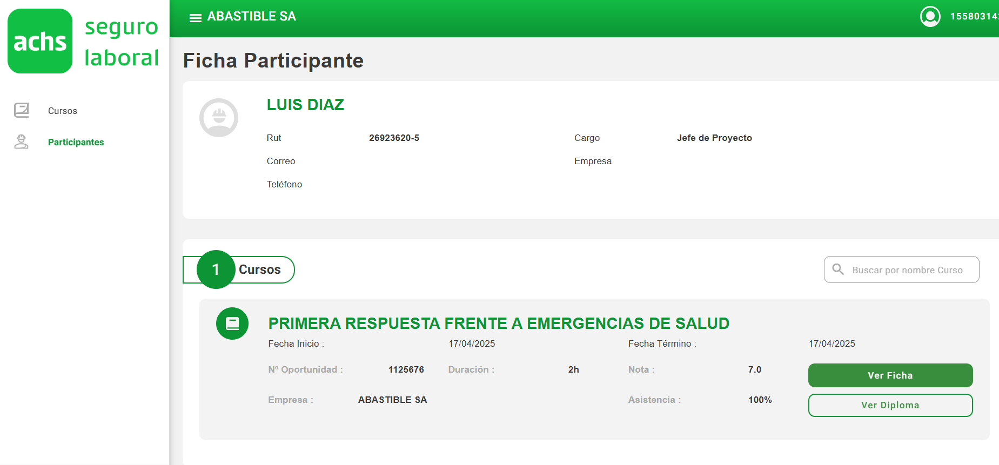 achs seguro laboral
ABASTIBLE SA
15580314
Ficha Participante
Cursos
Participantes
LUIS DIAZ
Rut 26923620-5 Cargo Jefe de Proyecto
Correo Empresa
Teléfono
1 Cursos
Buscar por nombre Curso
PRIMERA RESPUESTA FRENTE A EMERGENCIAS DE SALUD
Fecha Inicio : 17/04/2025 Fecha Término : 17/04/2025
Nº Oportunidad : 1125676 Duración : 2h Nota : 7.0
Ver Ficha
Empresa : ABASTIBLE SA Asistencia : 100%
Ver Diploma